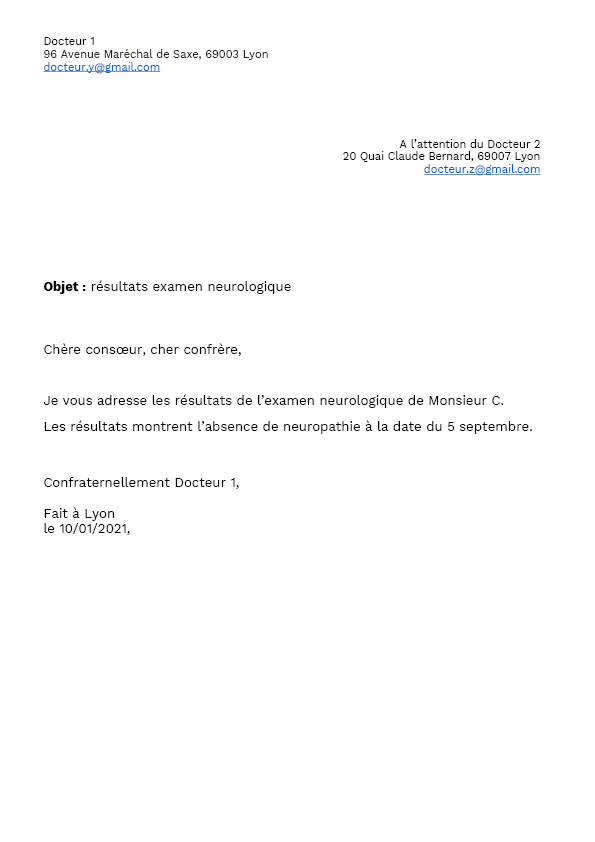 Docteur 1
96 Avenue Maréchal de Saxe, 69003 Lyon
docteur.y@gmail.com
A l’attention du Docteur 2
20 Quai Claude Bernard, 69007 Lyon
docteur.z@gmail.com
Objet : résultats examen neurologique
Chère consœur, cher confrère,
Je vous adresse les résultats de l’examen neurologique de Monsieur C.
Les résultats montrent l’absence de neuropathie à la date du 5 septembre.
Confraternellement Docteur 1,
Fait à Lyon
le 10/01/2021,